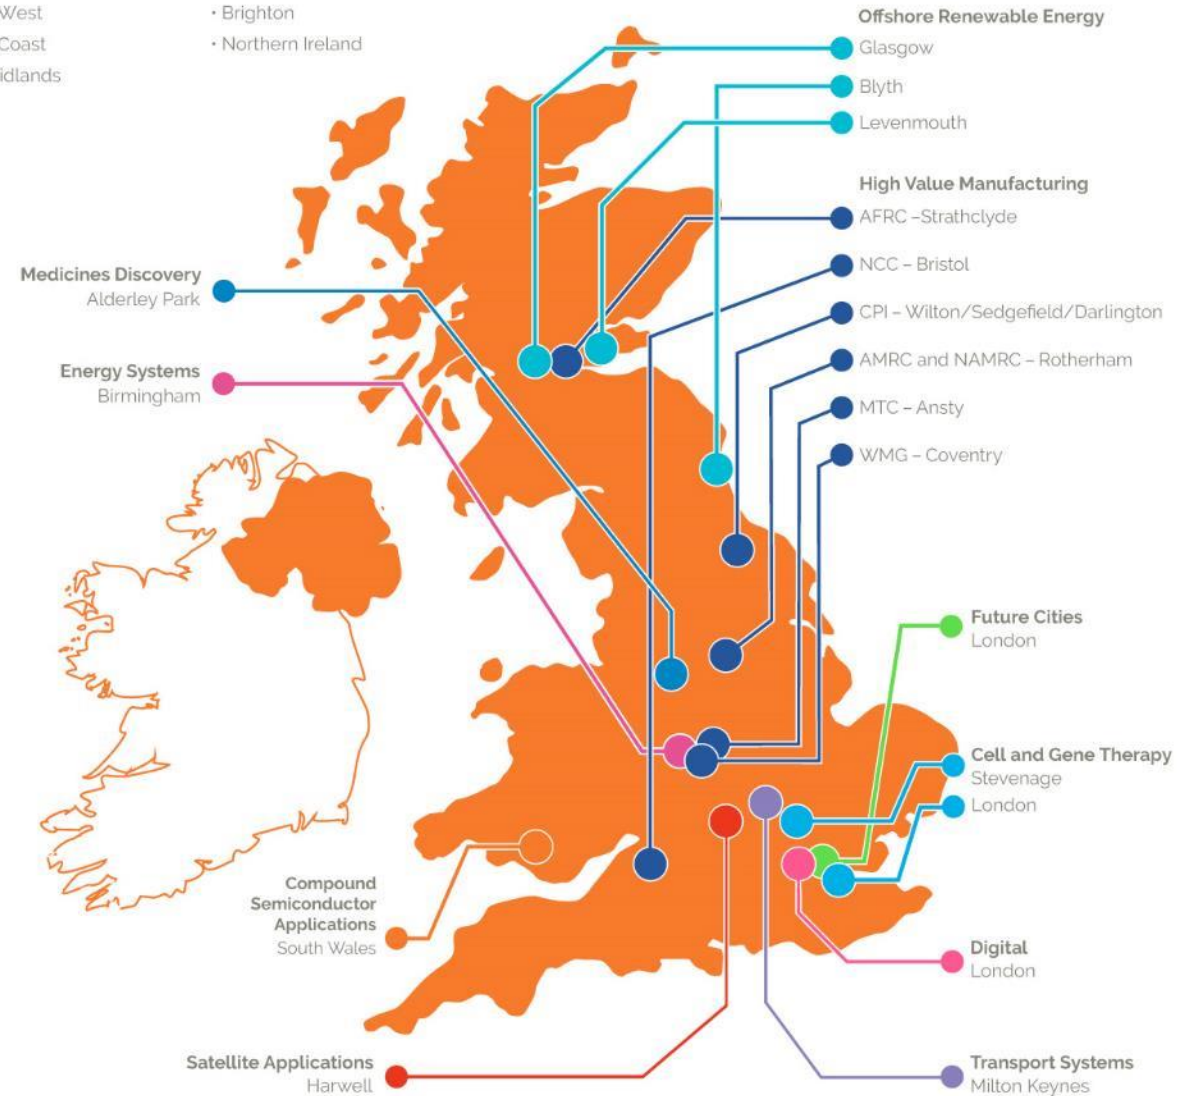 West
Coast
idlands
• Brighton
• Northern Ireland
Offshore Renewable Energy
Glasgow
Blyth
Levenmouth
High Value Manufacturing
AFRC –Strathclyde
NCC – Bristol
CPI – Wilton/Sedgefield/Darlington
AMRC and NAMRC – Rotherham
MTC – Ansty
WMG – Coventry
Medicines Discovery
Alderley Park
Energy Systems
Birmingham
Future Cities
London
Cell and Gene Therapy
Stevenage
London
Compound
Semiconductor
Applications
South Wales
Digital
London
Satellite Applications
Harwell
Transport Systems
Milton Keynes